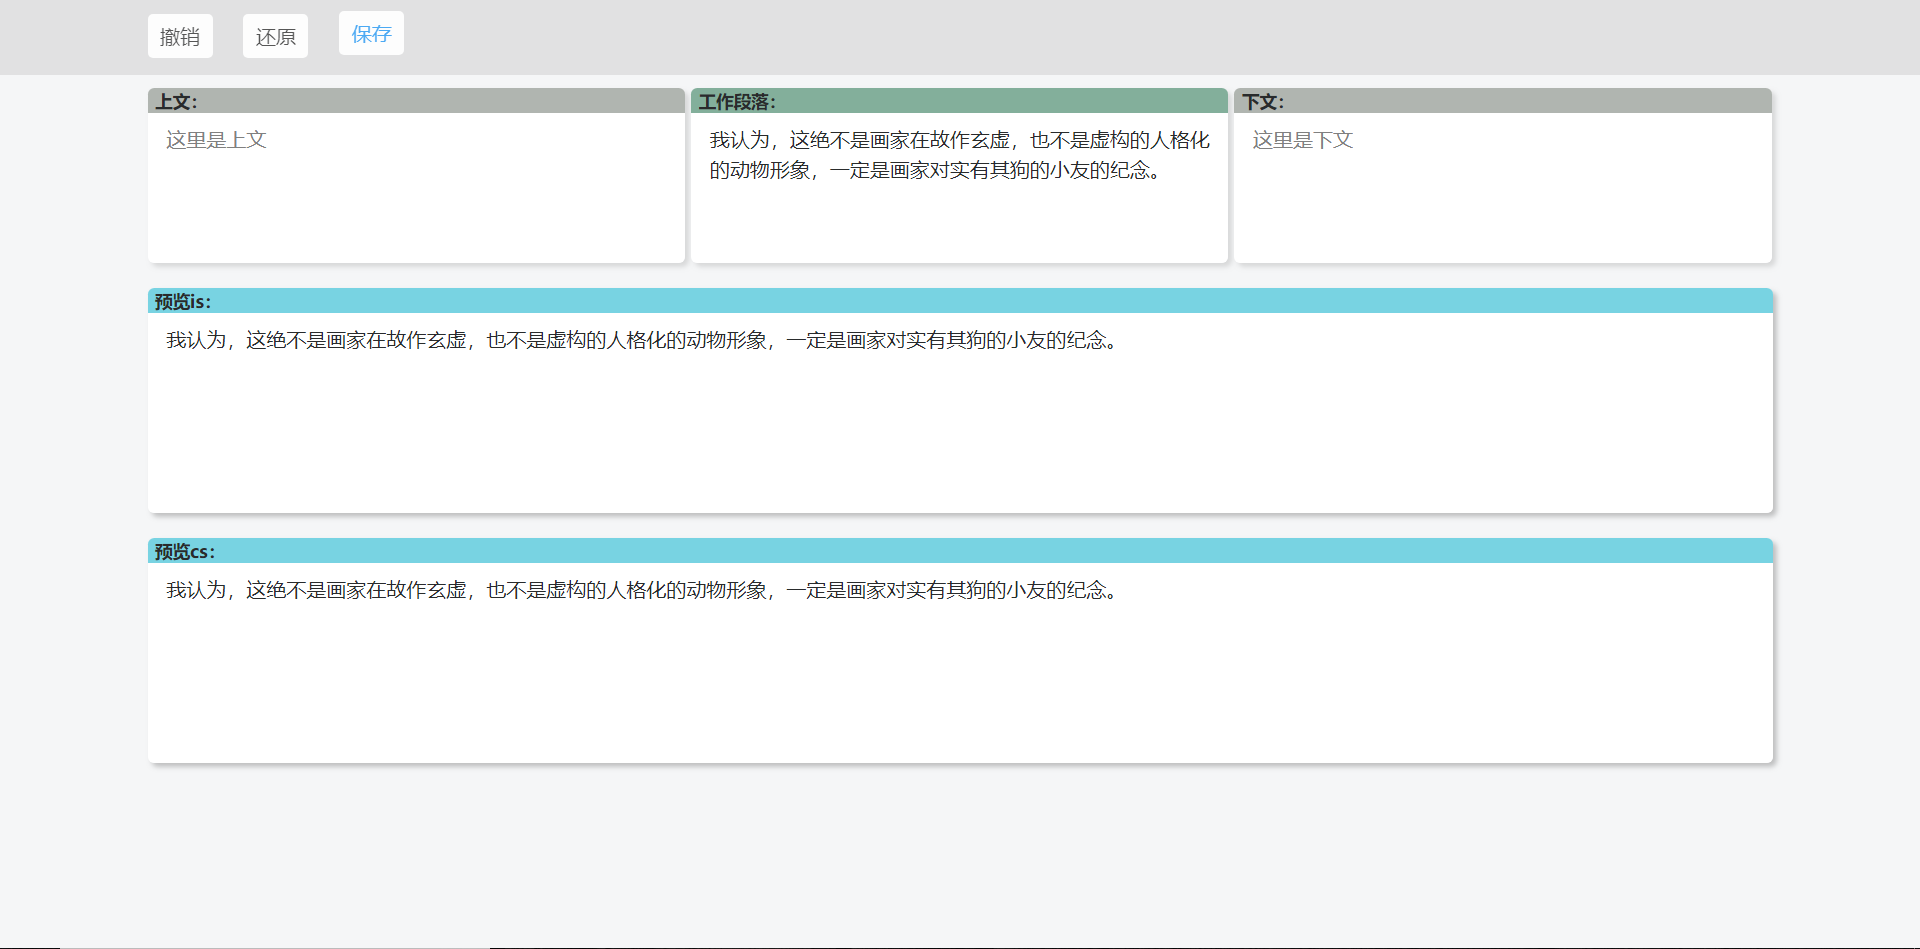 撤销
还原
保存
上文：
这里是上文
工作段落：
我认为，这绝不是画家在故作玄虚，也不是虚构的人格化
的动物形象，一定是画家对实有其狗的小友的纪念。
下文：
这里是下文
预览is：
我认为，这绝不是画家在故作玄虚，也不是虚构的人格化的动物形象，一定是画家对实有其狗的小友的纪念。
预览cs：
我认为，这绝不是画家在故作玄虚，也不是虚构的人格化的动物形象，一定是画家对实有其狗的小友的纪念。